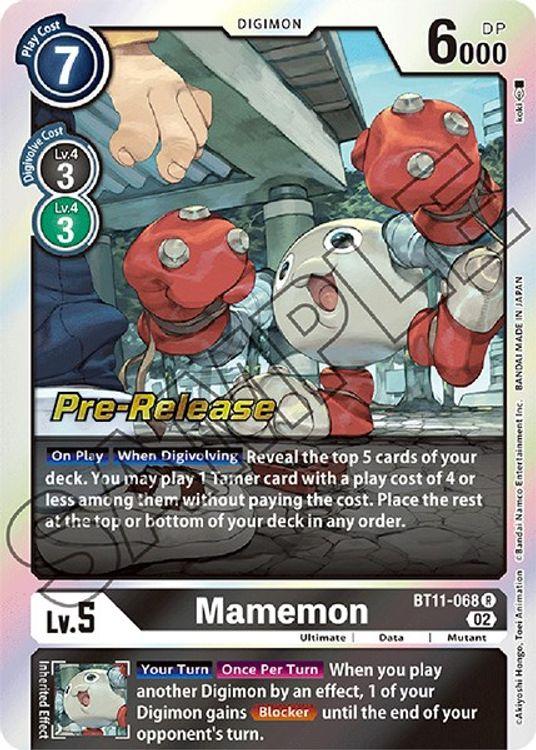 Play Cost
7
DIGIMON
DP
6000
Digivolve Cost
Lv.4
3
Lv.4
3
koki
SAMPLE
Pre-Release
On Play When Digivolving Reveal the top 5 cards of your
deck. You may play 1 Tamer card with a play cost of 4 or
less among them without paying the cost. Place the rest
at the top or bottom of your deck in any order.
©Akiyoshi Hongo, Toei Animation ©Bandai Namco Entertainment Inc. BANDAI MADE IN JAPAN
Lv.5
Mamemon
BT11-068 R
02
Ultimate | Data | Mutant
Inherited Effect
Your Turn Once Per Turn When you play
another Digimon by an effect, 1 of your
Digimon gains Blocker until the end of your
opponent's turn.